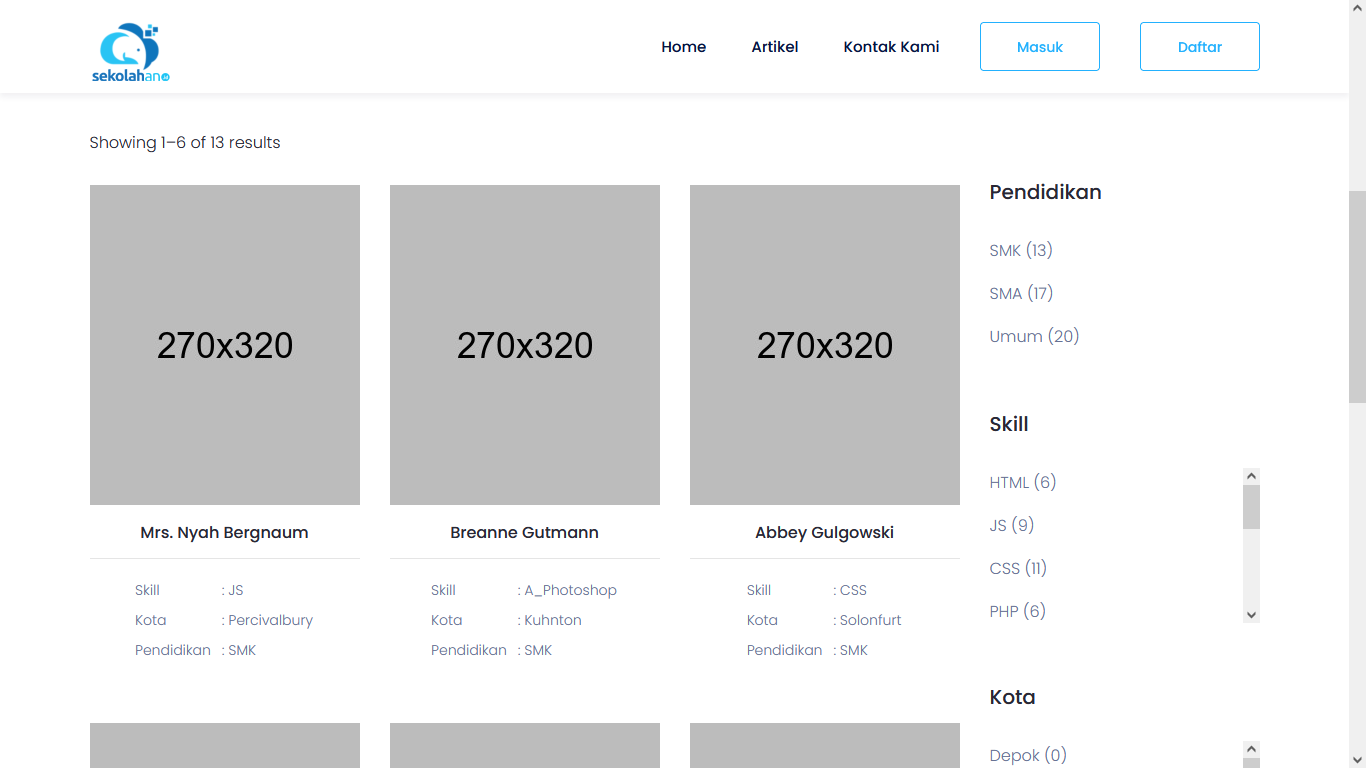 sekolahan
Home Artikel Kontak Kami Masuk Daftar
Showing 1–6 of 13 results
270x320
Mrs. Nyah Bergnaum
Skill : JS
Kota : Percivalbury
Pendidikan : SMK
270x320
Breanne Gutmann
Skill : A_Photoshop
Kota : Kuhnton
Pendidikan : SMK
270x320
Abbey Gulgowski
Skill : CSS
Kota : Solonfurt
Pendidikan : SMK
Pendidikan
SMK (13)
SMA (17)
Umum (20)
Skill
HTML (6)
JS (9)
CSS (11)
PHP (6)
Kota
Depok (0)